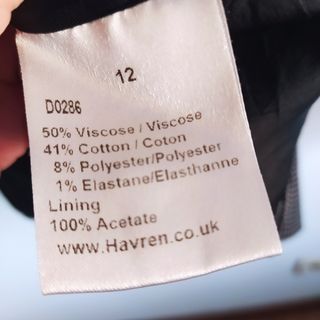 12
D0286
50% Viscose / Viscose
41% Cotton / Coton
8% Polyester/Polyester
1% Elastane/Elasthanne
Lining
100% Acetate
www.Havren.co.uk